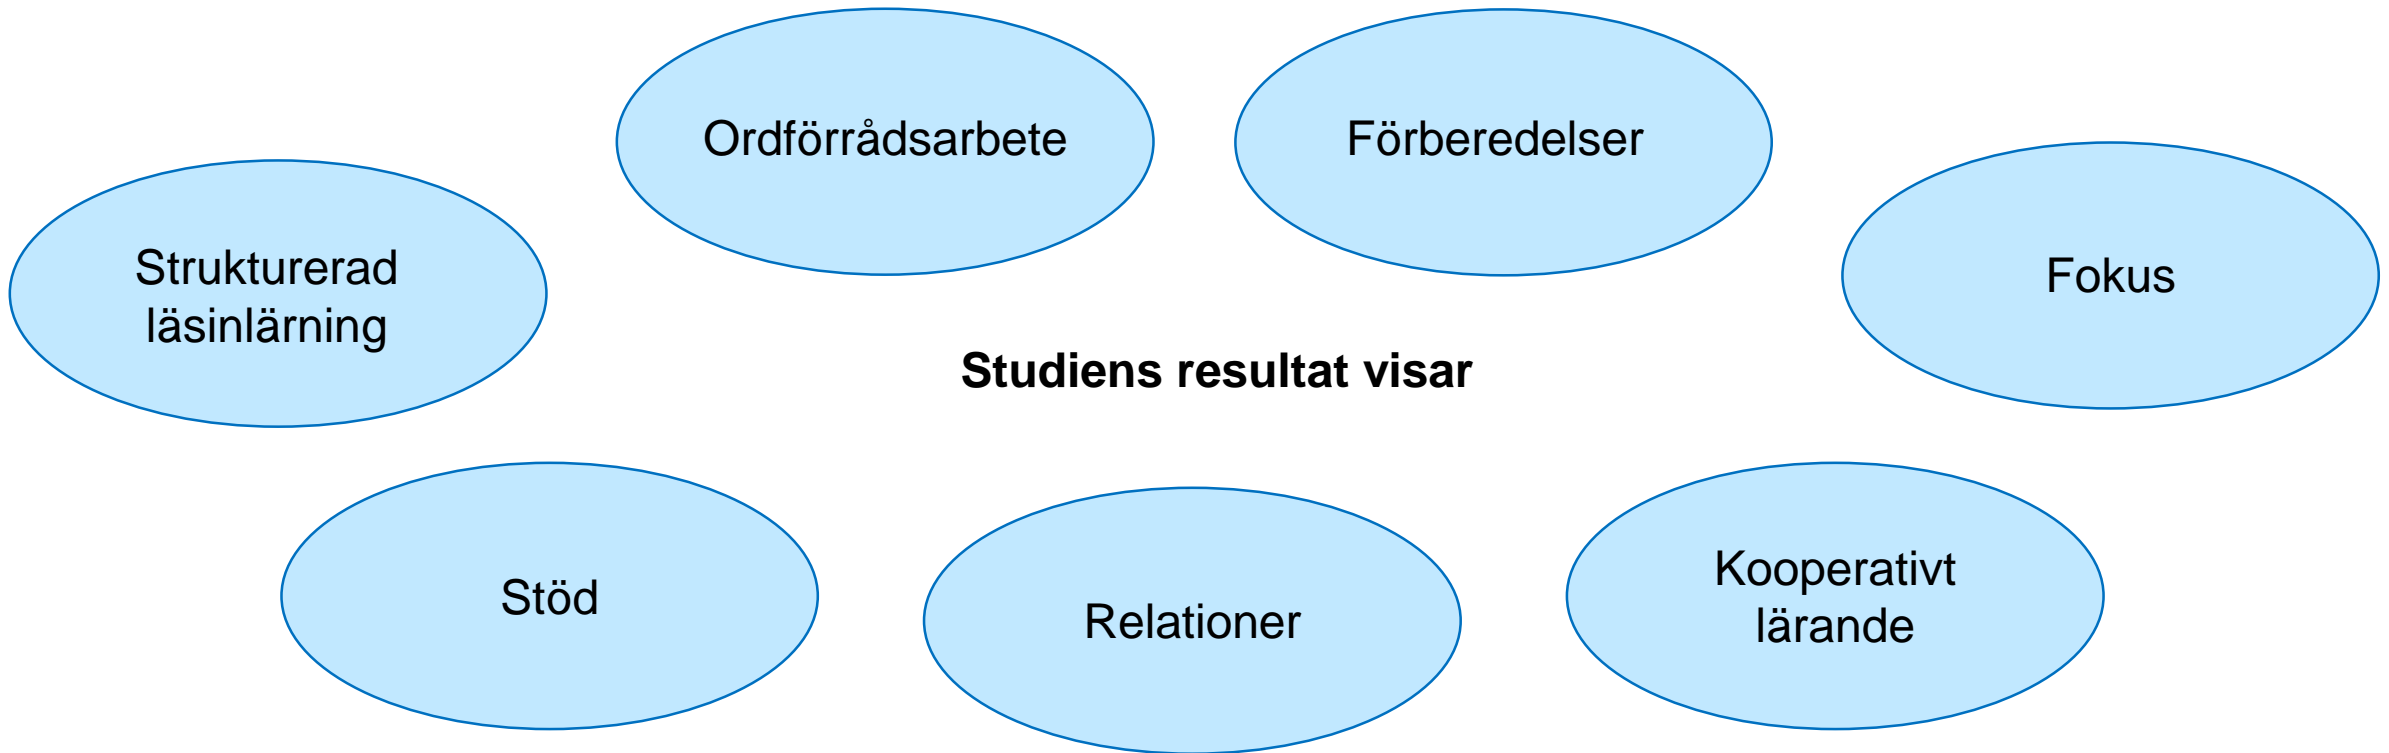 Ordförrådsarbete
Förberedelser
Strukturerad
läsinlärning
Fokus
Studiens resultat visar
Stöd
Relationer
Kooperativt
lärande